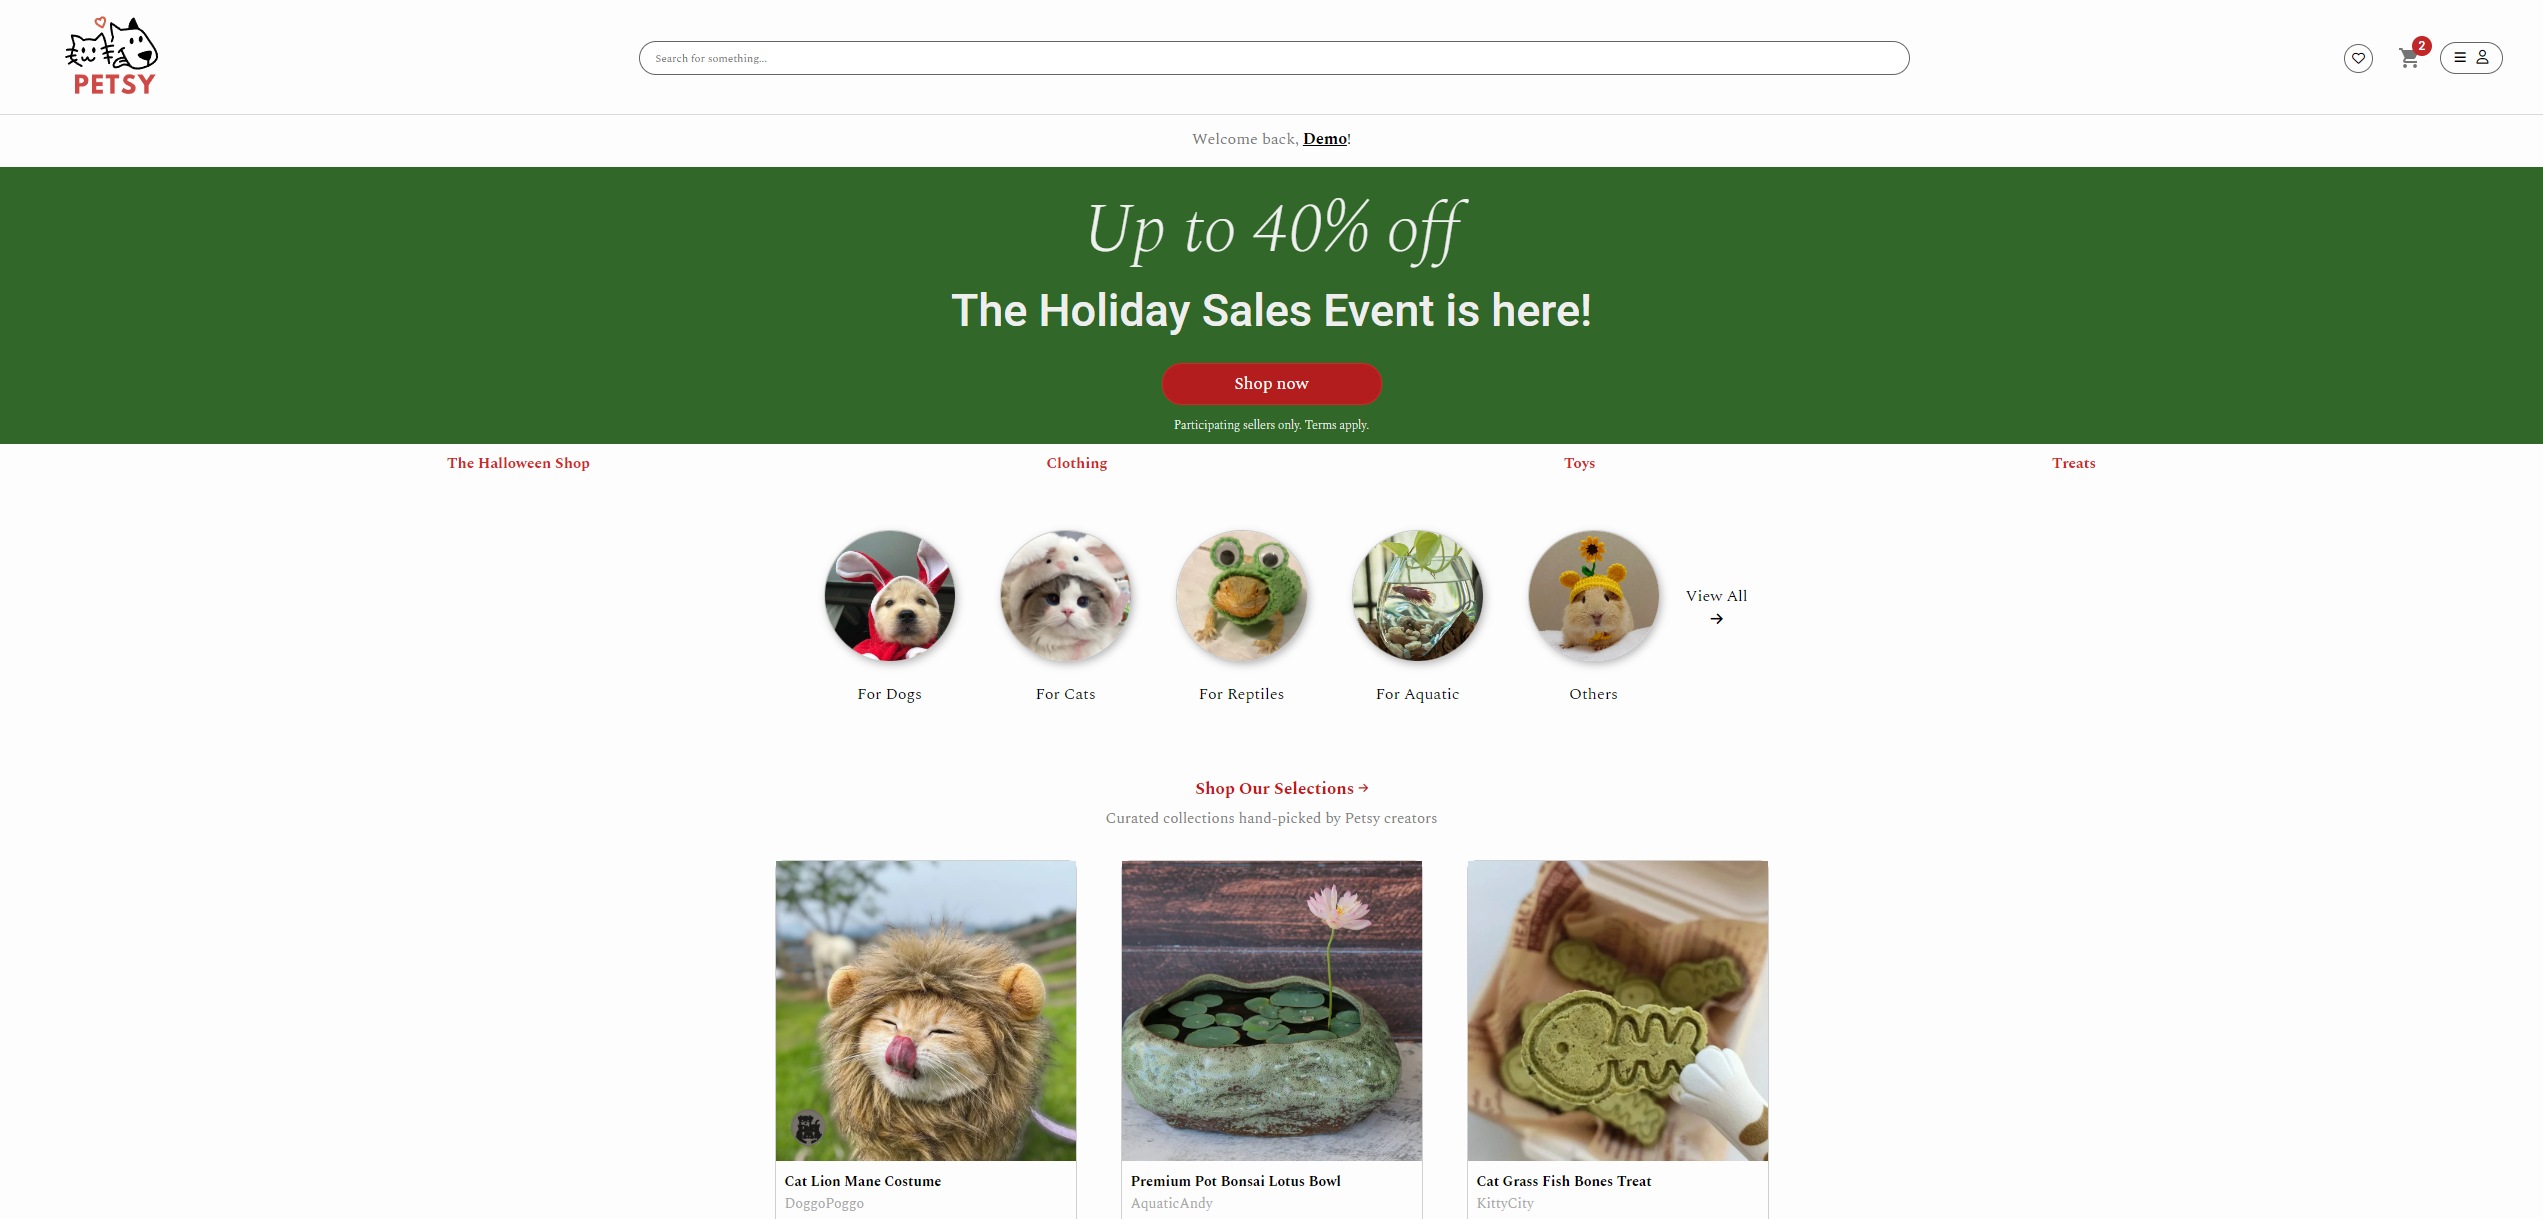 PETSY
Search for something...
2
Welcome back, Demo!
Up to 40% off
The Holiday Sales Event is here!
Shop now
Participating sellers only. Terms apply.
The Halloween Shop
Clothing
Toys
Treats
View All
→
For Dogs
For Cats
For Reptiles
For Aquatic
Others
Shop Our Selections →
Curated collections hand-picked by Petsy creators
Cat Lion Mane Costume
DoggoPoggo
Premium Pot Bonsai Lotus Bowl
AquaticAndy
Cat Grass Fish Bones Treat
KittyCity